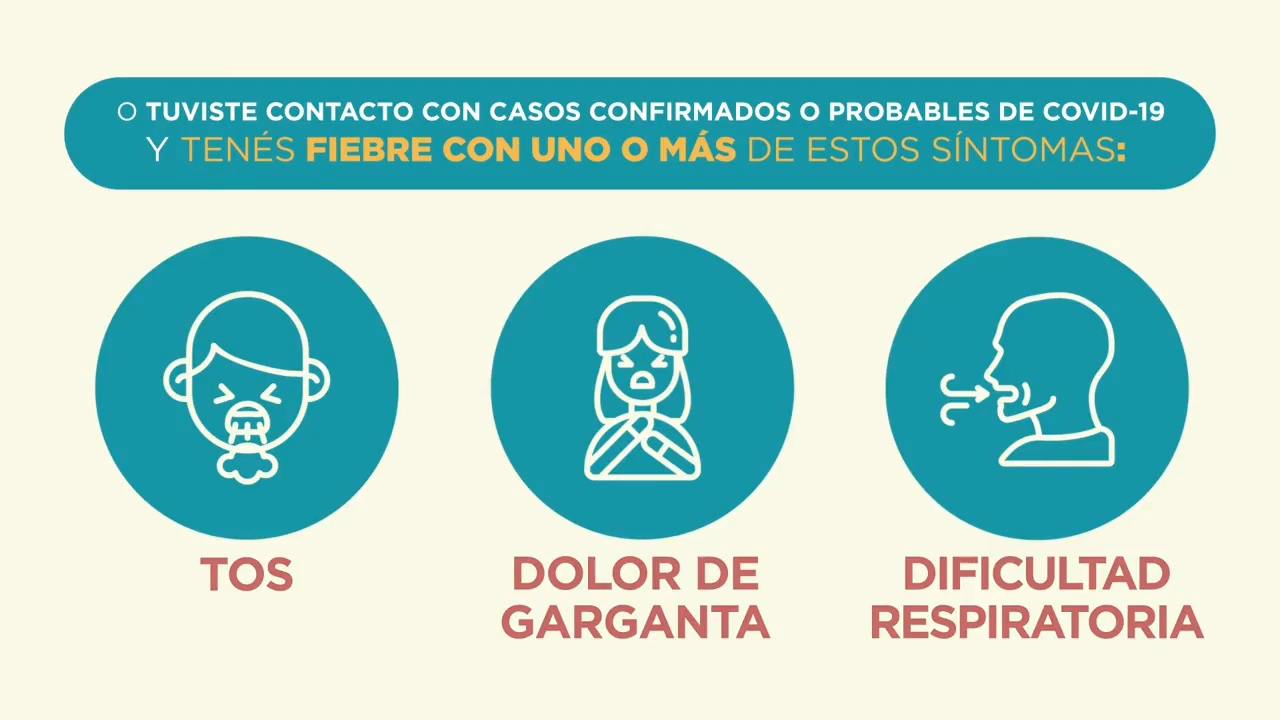 O TUVISTE CONTACTO CON CASOS CONFIRMADOS O PROBABLES DE COVID-19
Y TENÉS FIEBRE CON UNO O MÁS DE ESTOS SÍNTOMAS:
TOS
DOLOR DE
GARGANTA
DIFICULTAD
RESPIRATORIA